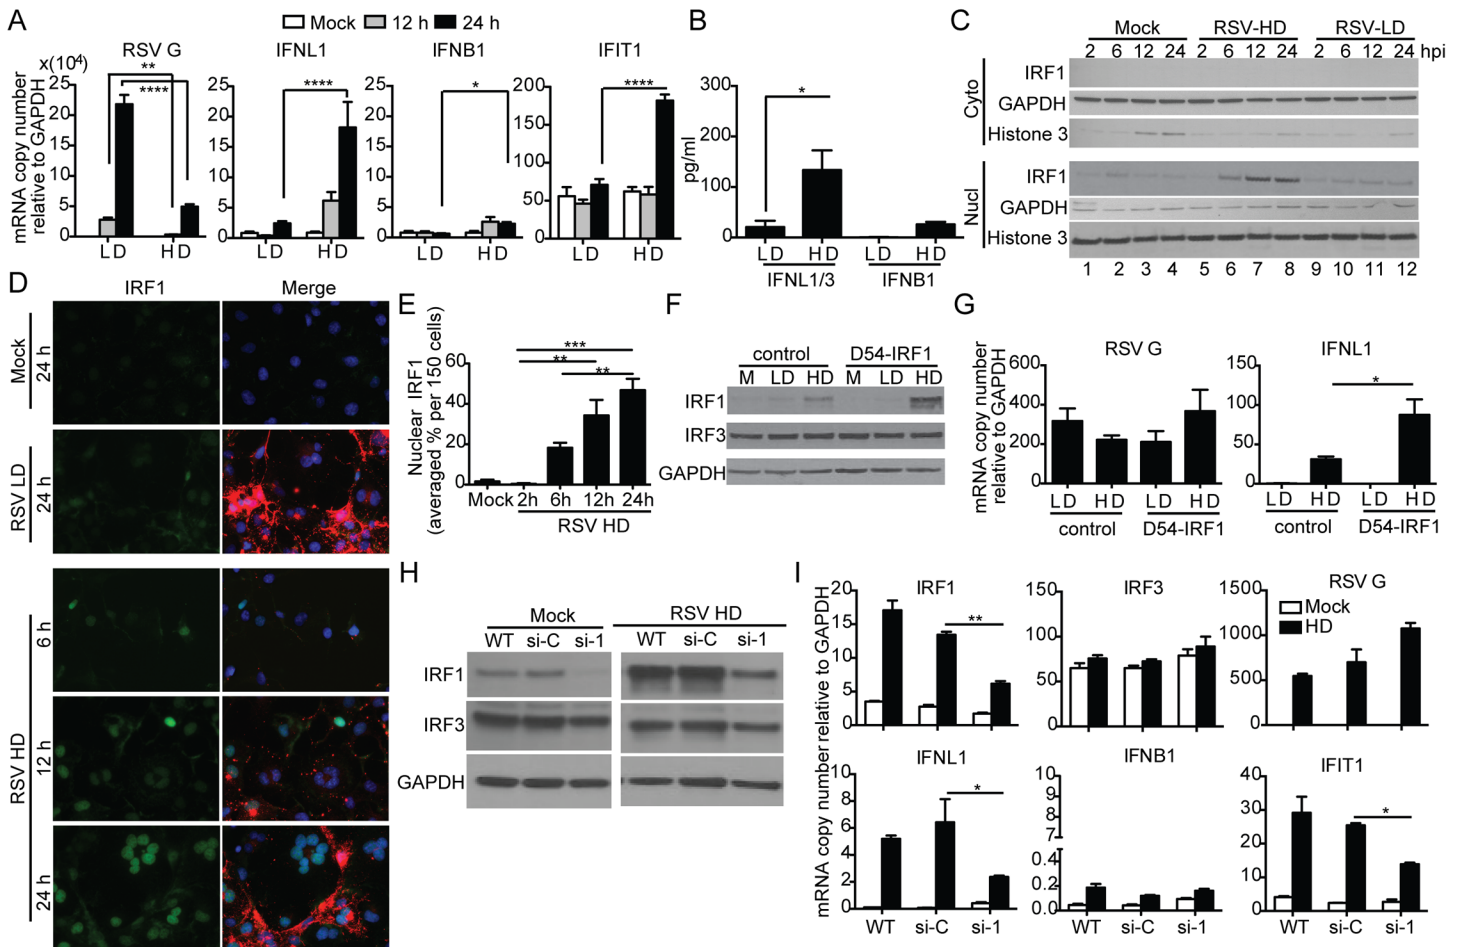 A
Mock 12 h 24 h
RSV G
IFNL1
IFNB1
IFIT1
x(10⁴)
mRNA copy number
relative to GAPDH
25
20
15
10
5
0
**
****
LD HD
25
20
15
10
5
0
****
LD HD
25
20
15
10
5
0
*
LD HD
200
150
100
50
0
****
LD HD
B
pg/ml
300
200
100
0
*
LD HD LD HD
IFNL1/3 IFNB1
C
Mock RSV-HD RSV-LD
2 6 12 24 2 6 12 24 2 6 12 24 hpi
Cyto
IRF1
GAPDH
Histone 3
Nucl
IRF1
GAPDH
Histone 3
1 2 3 4 5 6 7 8 9 10 11 12
D
IRF1 Merge
Mock
24 h
RSV LD
24 h
RSV HD
6 h
12 h
24 h
E
Nuclear IRF1
(averaged % per 150 cells)
60
40
20
0
***
**
**
Mock 2h 6h 12h 24h
RSV HD
F
control D54-IRF1
M LD HD M LD HD
IRF1
IRF3
GAPDH
G
mRNA copy number
relative to GAPDH
RSV G
600
400
200
0
LD HD LD HD
control D54-IRF1
IFNL1
150
100
50
0
*
LD HD LD HD
control D54-IRF1
H
Mock RSV HD
WT si-C si-1 WT si-C si-1
IRF1
IRF3
GAPDH
I
mRNA copy number relative to GAPDH
IRF1
20
15
10
5
0
**
IRF3
150
100
50
0
RSV G
1500
1000
500
0
Mock
HD
IFNL1
10
8
6
4
2
0
*
WT si-C si-1
IFNB1
10
9
8
7
0.4
0.2
0.0
WT si-C si-1
IFIT1
40
30
20
10
0
*
WT si-C si-1